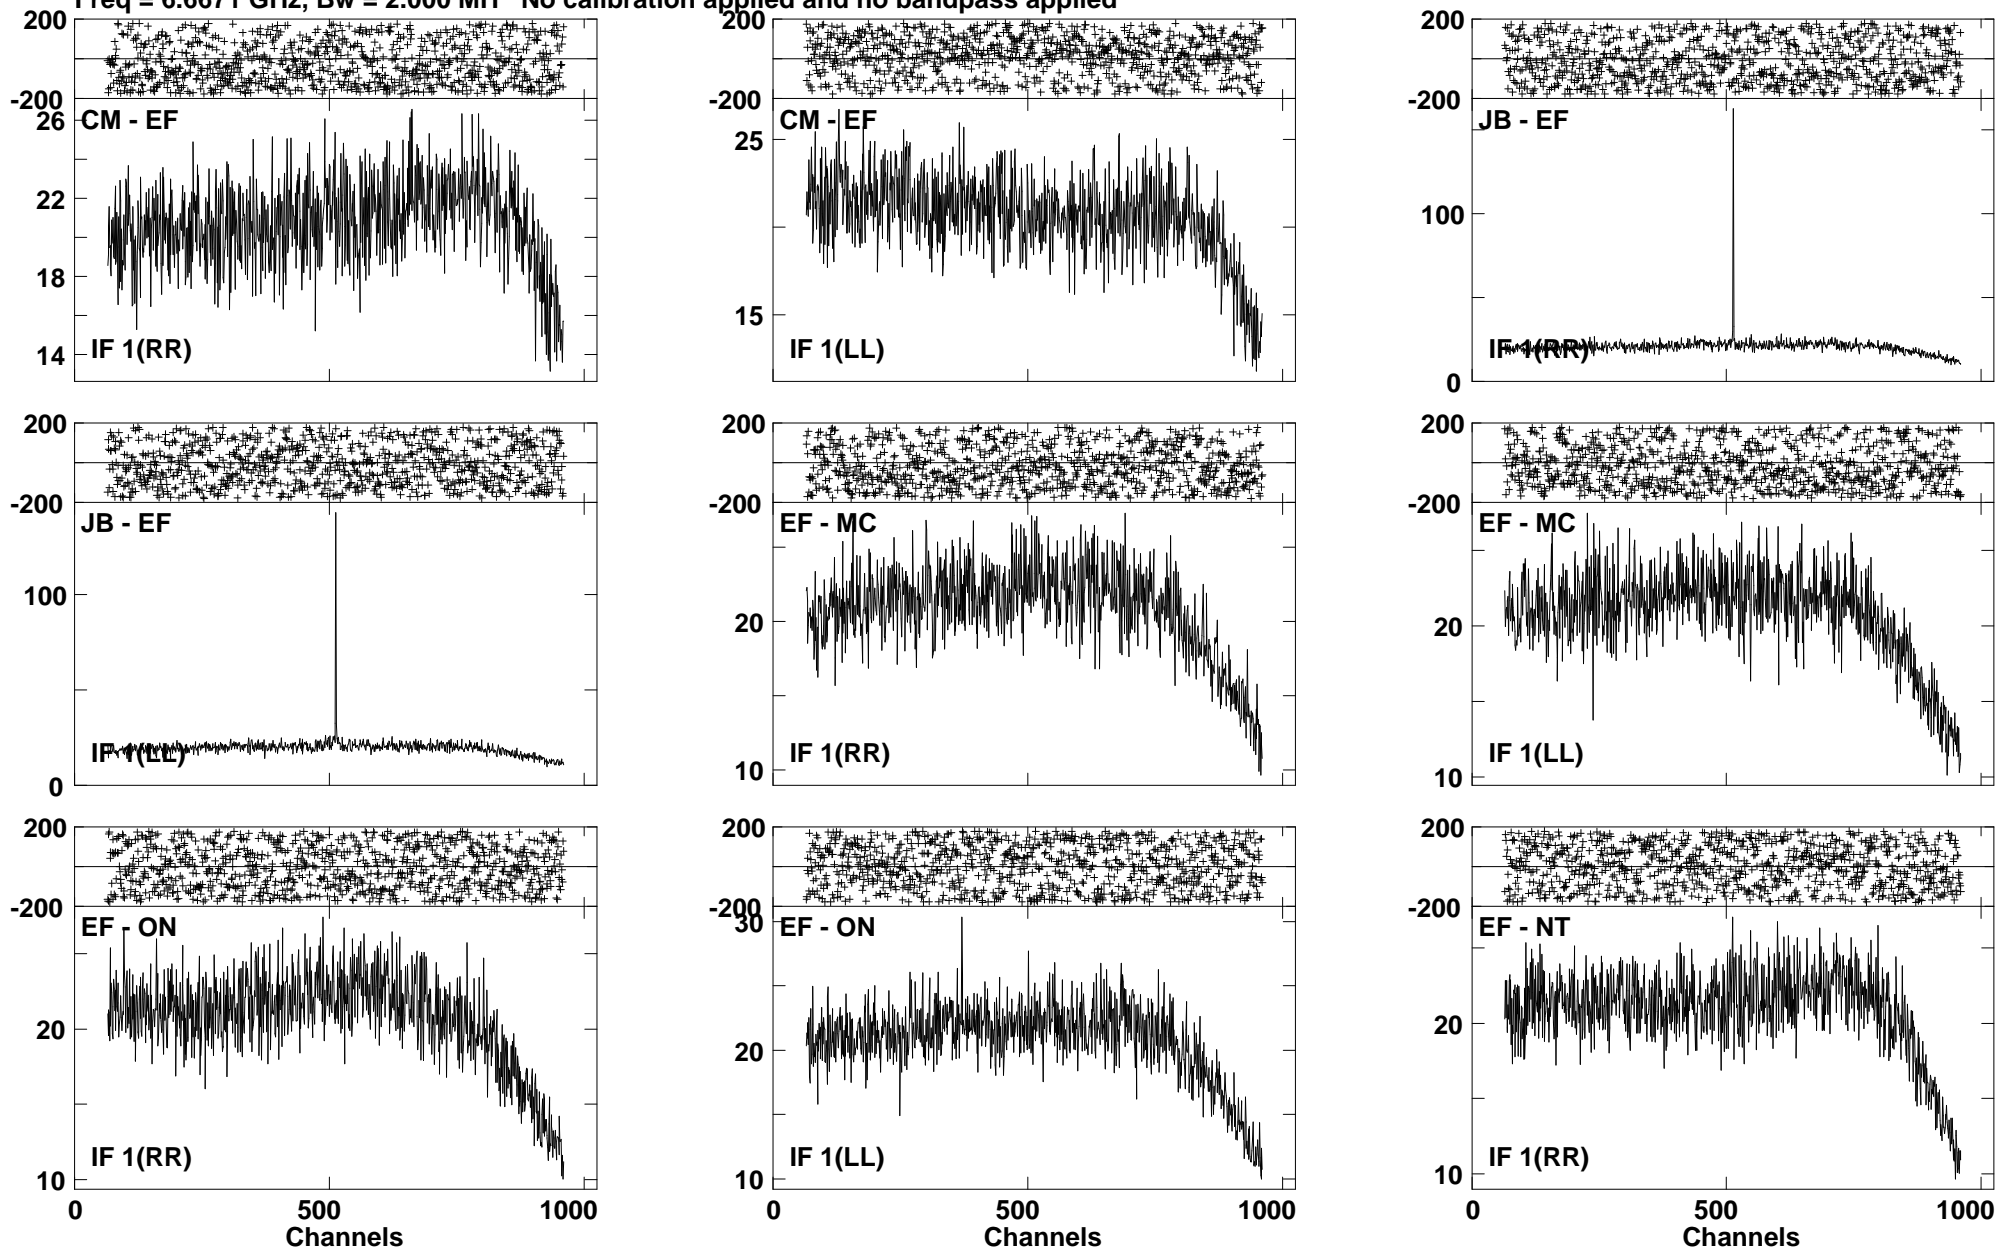 Freq = 6.6671 GHz, Bw = 2.000 MH No calibration applied and no bandpass applied
200
-200
CM - EF
26
22
18
14
IF 1(RR)
200
-200
CM - EF
25
15
IF 1(LL)
200
-200
JB - EF
100
0
IF 1(RR)
200
-200
JB - EF
100
0
IF 1(LL)
200
-200
EF - MC
20
10
IF 1(RR)
200
-200
EF - MC
20
10
IF 1(LL)
200
-200
EF - ON
20
10
IF 1(RR)
0 500 1000
Channels
200
-200
30
EF - ON
20
10
IF 1(LL)
0 500 1000
Channels
200
-200
EF - NT
20
10
IF 1(RR)
0 500 1000
Channels